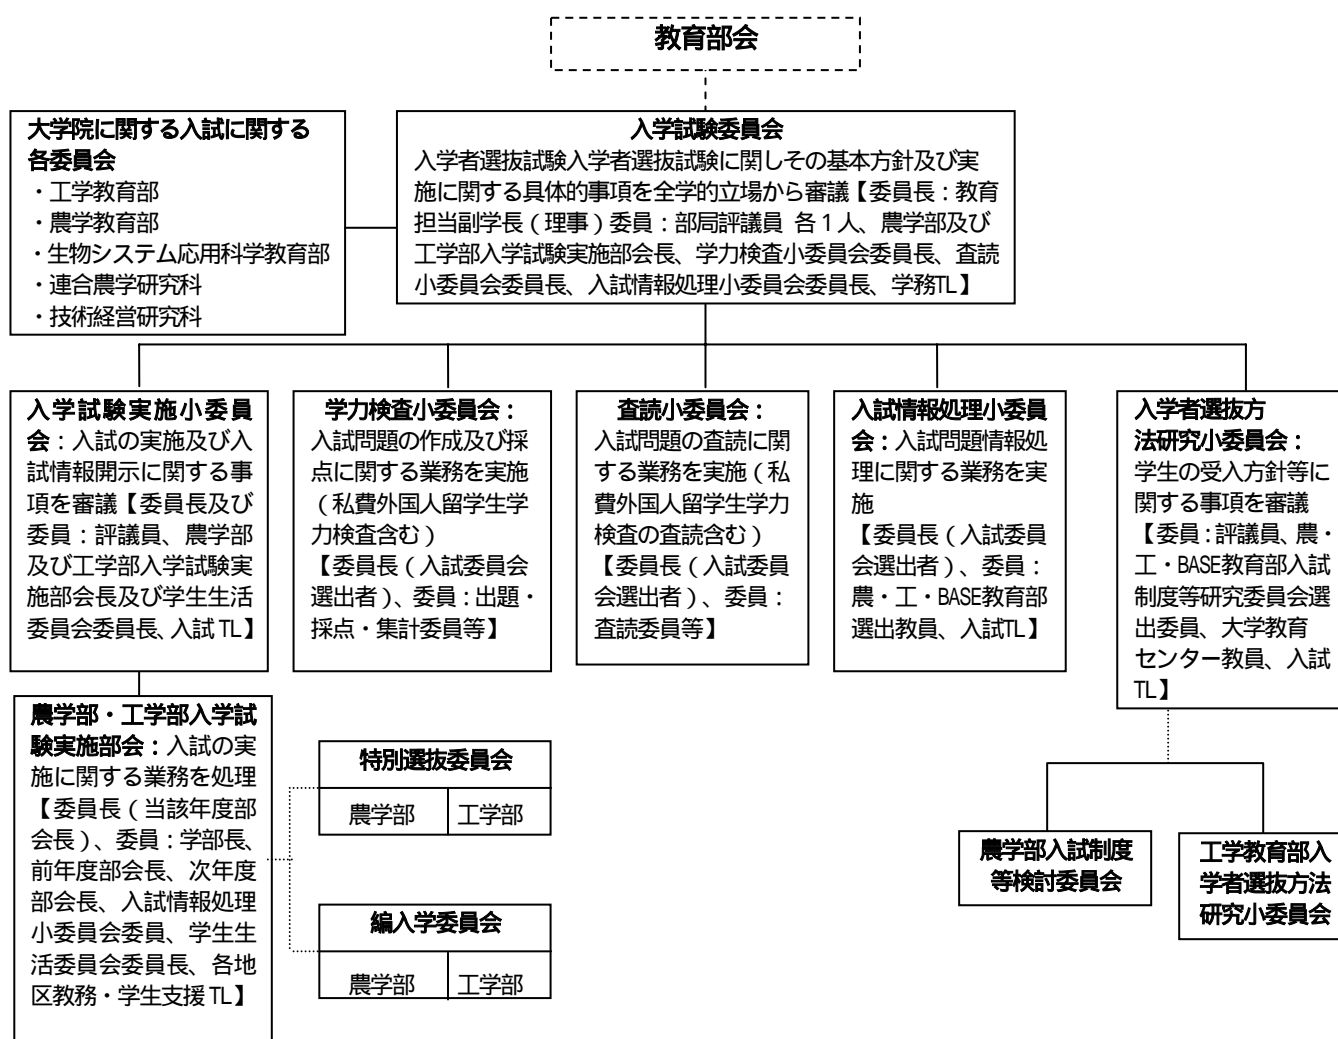 教育部会
大学院に関する入試に関する
各委員会
・工学教育部
・農学教育部
・生物システム応用科学教育部
・連合農学研究科
・技術経営研究科
入学試験委員会
入学者選抜試験入学者選抜試験に関しその基本方針及び実
施に関する具体的事項を全学的立場から審議【委員長：教育
担当副学長（理事）委員：部局評議員 各１人、農学部及び
工学部入学試験実施部会長、学力検査小委員会委員長、査読
小委員会委員長、入試情報処理小委員会委員長、学務TL】
入学試験実施小委員
会：入試の実施及び入
試情報開示に関する事
項を審議【委員長及び
委員：評議員、農学部
及び工学部入学試験実
施部会長及び学生生活
委員会委員長、入試TL】
学力検査小委員会：
入試問題の作成及び採
点に関する業務を実施
（私費外国人留学生学
力検査含む）
【委員長（入試委員会
選出者）、委員：出題・
採点・集計委員等】
査読小委員会：
入試問題の査読に関
する業務を実施（私
費外国人留学生学力
検査の査読含む）
【委員長（入試委員
会選出者）、委員：
査読委員等】
入試情報処理小委員
会：入試問題情報処
理に関する業務を実
施
【委員長（入試委員
会選出者）、委員：
農・工・BASE教育部
選出教員、入試TL】
入学者選抜方
法研究小委員会：
学生の受入方針等に
関する事項を審議
【委員：評議員、農・
工・BASE教育部入試
制度等研究委員会選
出委員、大学教育
センター教員、入試
TL】
農学部・工学部入学試
験実施部会：入試の実
施に関する業務を処理
【委員長（当該年度部
会長）、委員：学部長、
前年度部会長、次年度
部会長、入試情報処理
小委員会委員、学生生
活委員会委員長、各地
区教務・学生支援TL】
特別選抜委員会
農学部 工学部
編入学委員会
農学部 工学部
農学部入試制度
等検討委員会
工学教育部入
学者選抜方法
研究小委員会